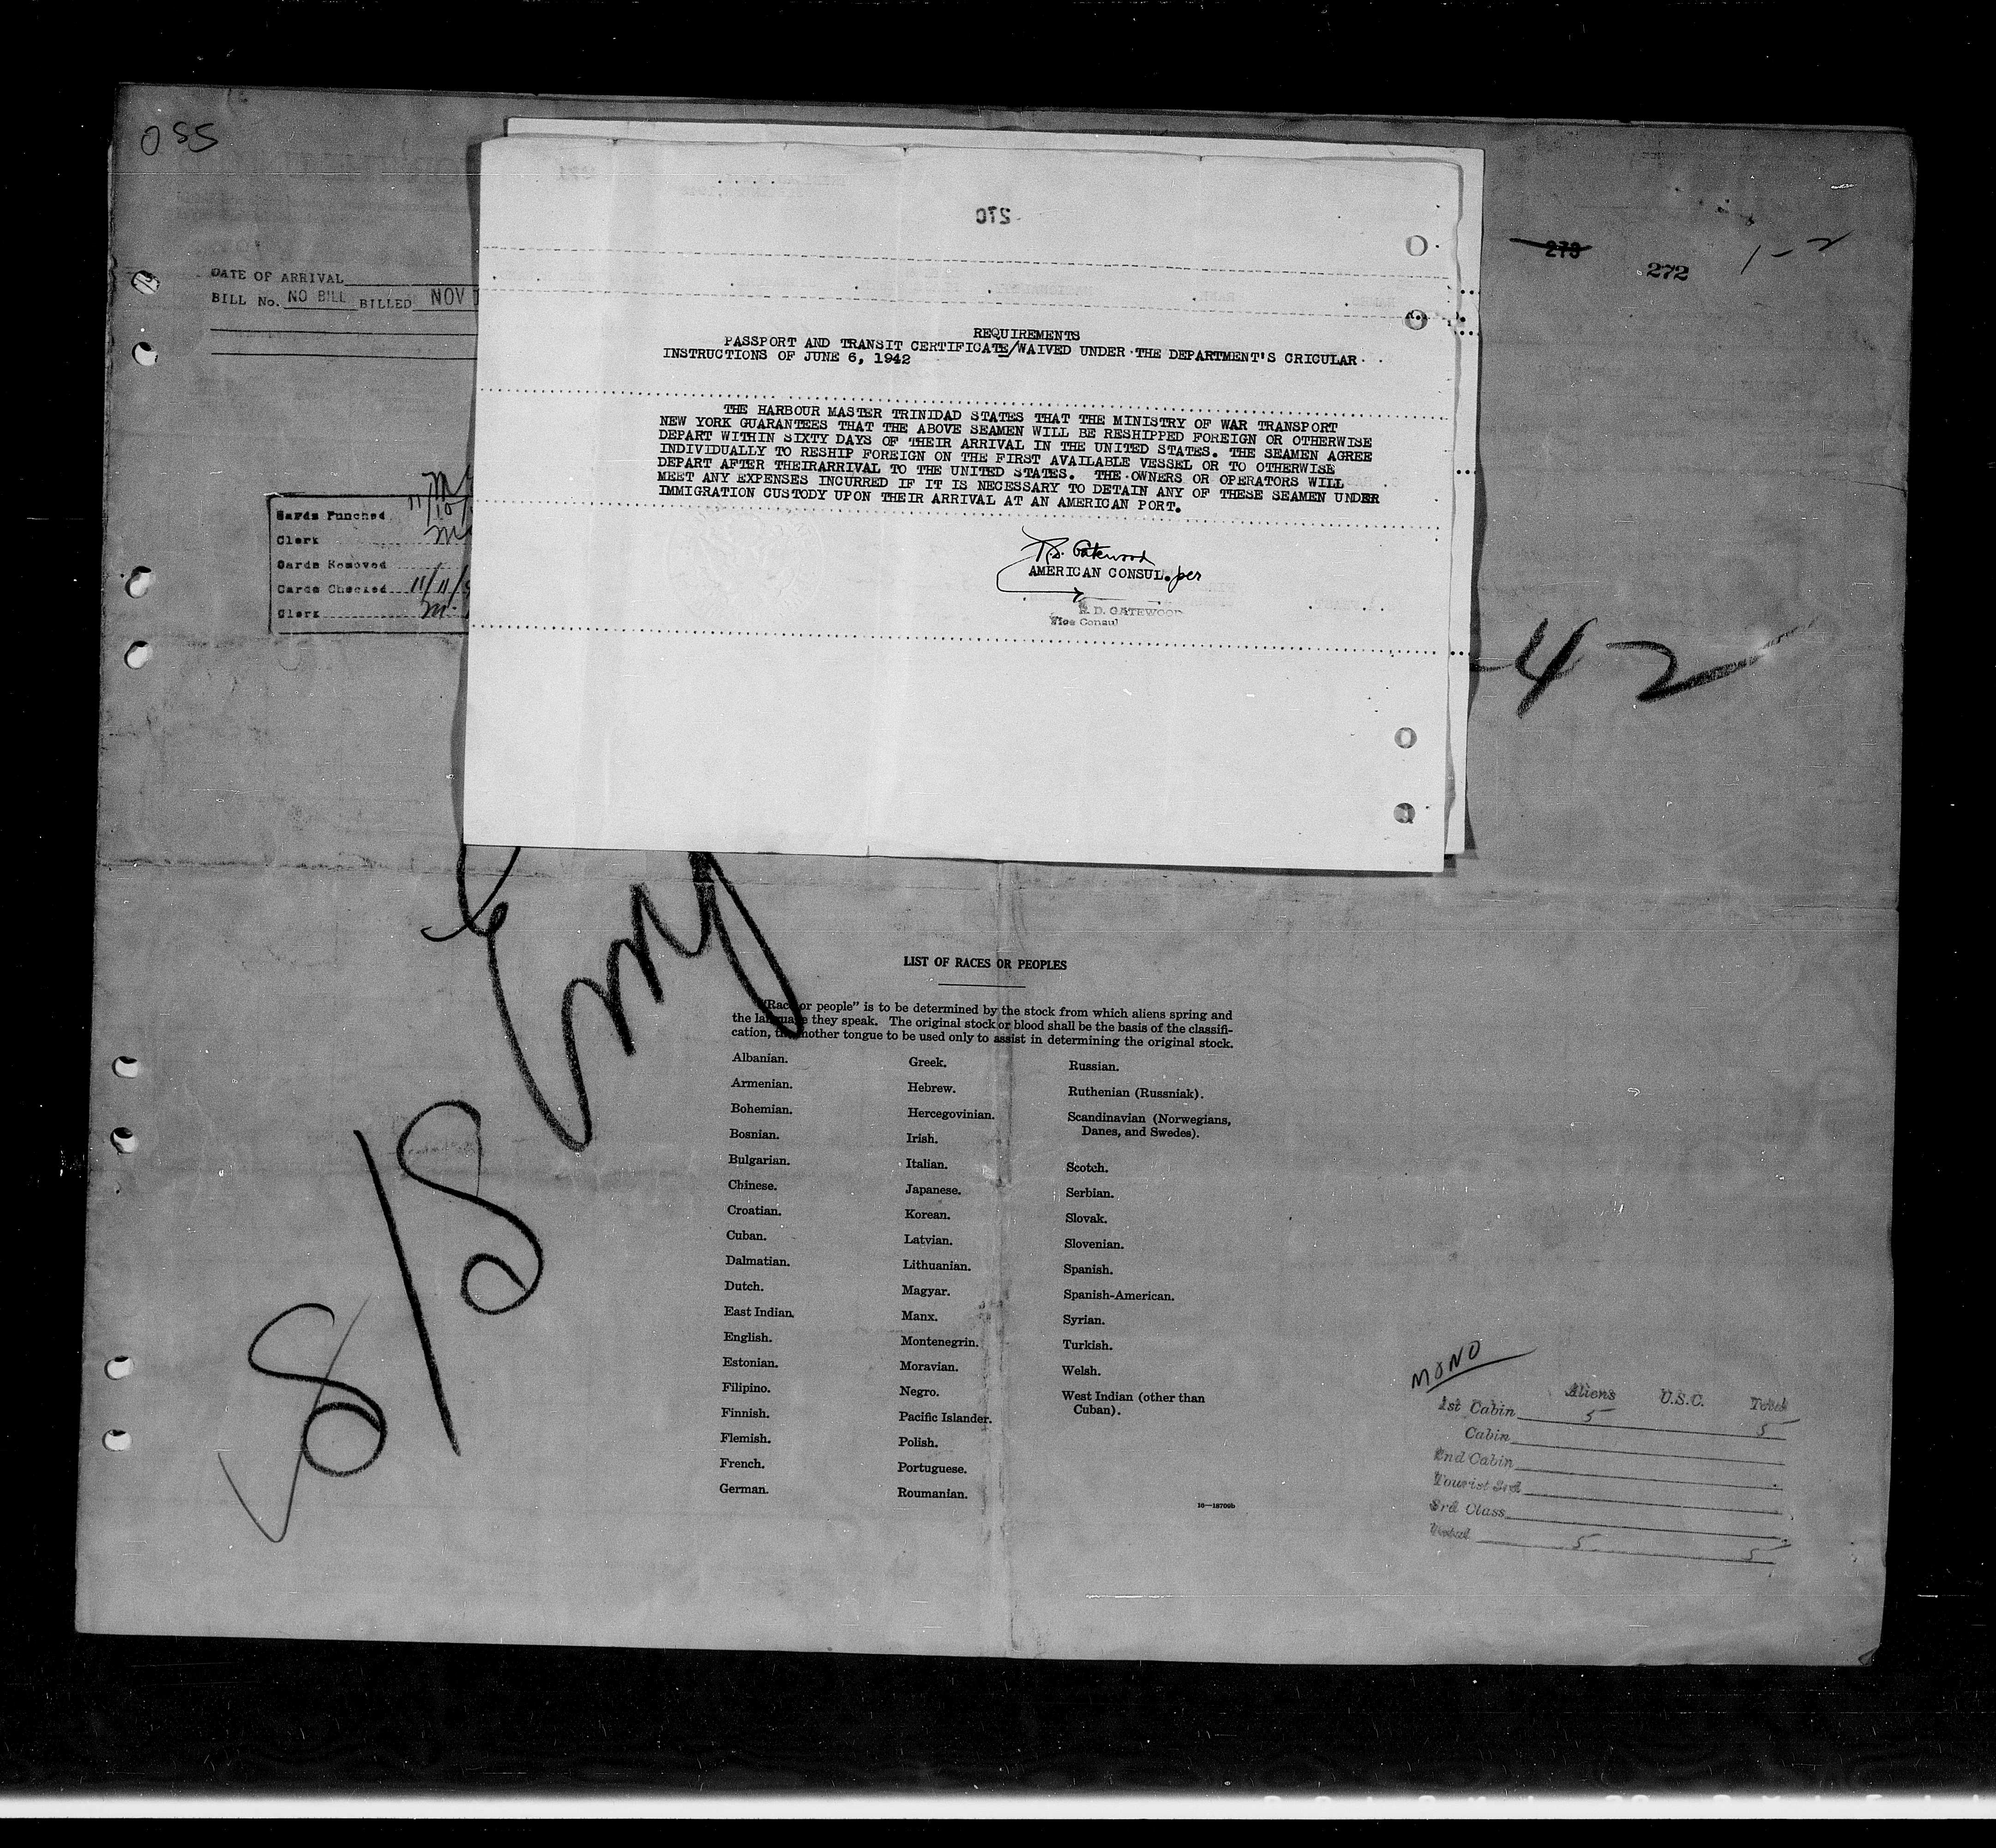 OSS
270
273
272
1-2
DATE OF ARRIVAL
BILL No. NO BILL BILLED NOV
REQUIREMENTS
PASSPORT AND TRANSIT CERTIFICATE/WAIVED UNDER THE DEPARTMENT'S CRICULAR
INSTRUCTIONS OF JUNE 6, 1942
THE HARBOUR MASTER TRINIDAD STATES THAT THE MINISTRY OF WAR TRANSPORT
NEW YORK GUARANTEES THAT THE ABOVE SEAMEN WILL BE RESHIPPED FOREIGN OR OTHERWISE
DEPART WITHIN SIXTY DAYS OF THEIR ARRIVAL IN THE UNITED STATES. THE SEAMEN AGREE
INDIVIDUALLY TO RESHIP FOREIGN ON THE FIRST AVAILABLE VESSEL OR TO OTHERWISE
DEPART AFTER THEIRARRIVAL TO THE UNITED STATES. THE OWNERS OR OPERATORS WILL
MEET ANY EXPENSES INCURRED IF IT IS NECESSARY TO DETAIN ANY OF THESE SEAMEN UNDER
IMMIGRATION CUSTODY UPON THEIR ARRIVAL AT AN AMERICAN PORT.
R.D. Gatewood
AMERICAN CONSUL. per
R. D. GATEWOOD
Vice Consul
Cards Punched 11/10/
Clerk
Cards Removed
Cards Checked 11/11/
Clerk
-42
S/S Emp
LIST OF RACES OR PEOPLES
"Race or people" is to be determined by the stock from which aliens spring and
the language they speak. The original stock or blood shall be the basis of the classifi-
cation, the mother tongue to be used only to assist in determining the original stock.
Albanian.
Armenian.
Bohemian.
Bosnian.
Bulgarian.
Chinese.
Croatian.
Cuban.
Dalmatian.
Dutch.
East Indian.
English.
Estonian.
Filipino.
Finnish.
Flemish.
French.
German.
Greek.
Hebrew.
Hercegovinian.
Irish.
Italian.
Japanese.
Korean.
Latvian.
Lithuanian.
Magyar.
Manx.
Montenegrin.
Moravian.
Negro.
Pacific Islander.
Polish.
Portuguese.
Roumanian.
Russian.
Ruthenian (Russniak).
Scandinavian (Norwegians,
Danes, and Swedes).
Scotch.
Serbian.
Slovak.
Slovenian.
Spanish.
Spanish-American.
Syrian.
Turkish.
Welsh.
West Indian (other than
Cuban).
16—18706b
MONO
Aliens U.S.C. Total
1st Cabin 5 5
Cabin
2nd Cabin
Tourist 3rd
3rd Class
Total 5 5